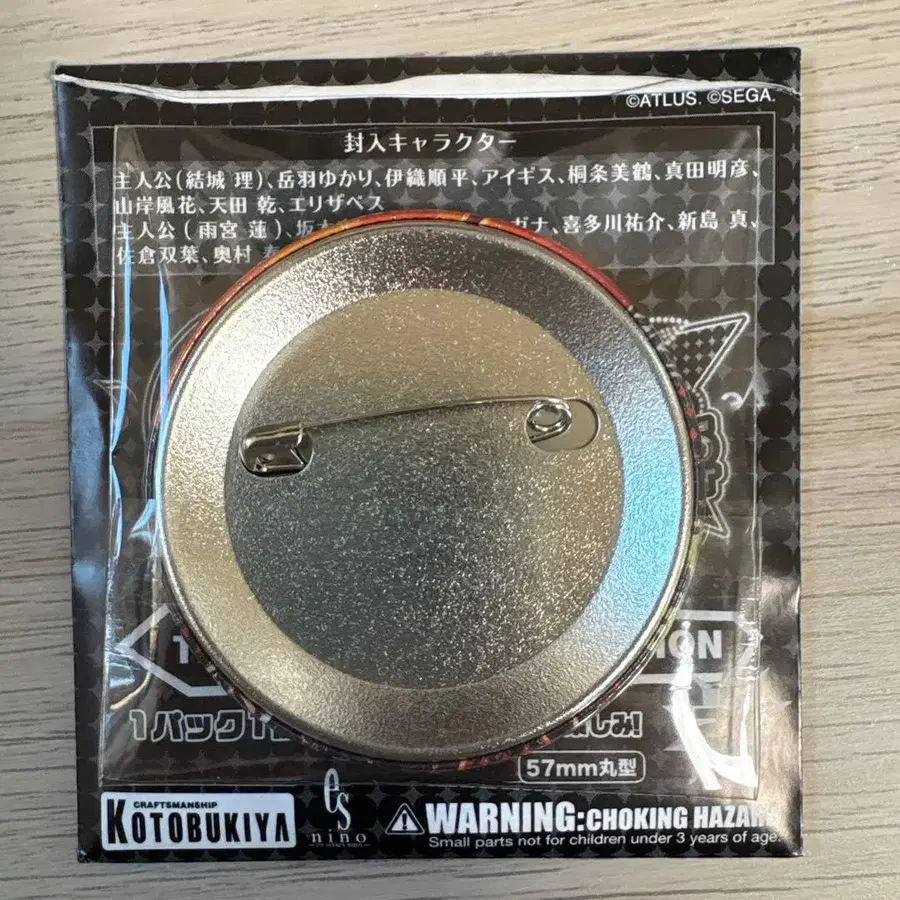 ©ATLUS. ©SEGA.
封入キャラクター
主人公(結城 理)、岳羽ゆかり、伊織順平、アイギス、桐条美鶴、真田明彦、
山岸風花、天田 乾、エリザベス
主人公(雨宮 蓮)、坂 ガナ、喜多川祐介、新島 真、
佐倉双葉、奥村
ION
1パック1 しみ!
57mm丸型
CRAFTSMANSHIP
KOTOBUKIYA
es
nino
WARNING:CHOKING HAZAR
Small parts not for children under 3 years of age.